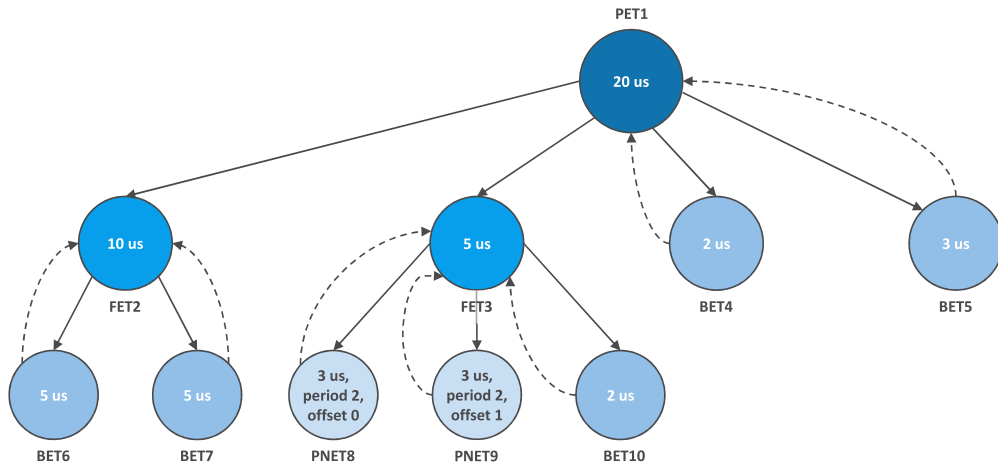 PET1
20 us
10 us
5 us
2 us
3 us
FET2
FET3
BET4
BET5
5 us
5 us
3 us,
period 2,
offset 0
3 us,
period 2,
offset 1
2 us
BET6
BET7
PNET8
PNET9
BET10